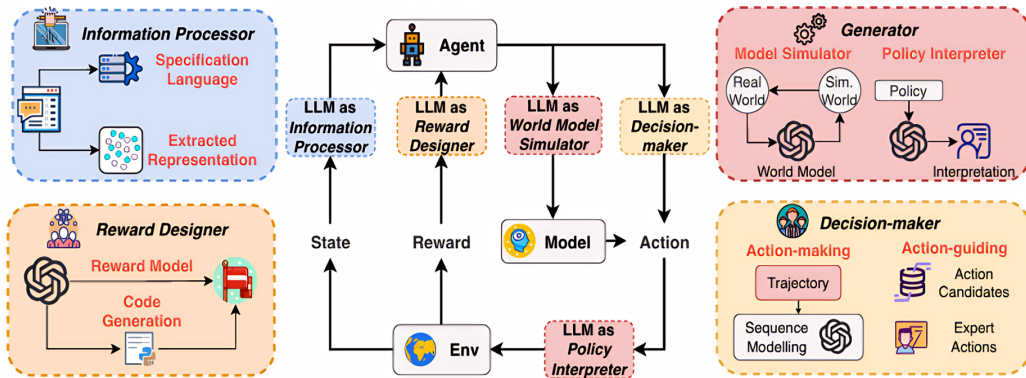 Information Processor
Specification
Language
Extracted
Representation
Reward Designer
Reward Model
Code
Generation
Agent
LLM as
Information
Processor
LLM as
Reward
Designer
LLM as
World Model
Simulator
LLM as
Decision-
maker
State
Reward
Model
Action
Env
LLM as
Policy
Interpreter
Generator
Model Simulator
Policy Interpreter
Real
World
Sim.
World
World Model
Policy
Interpretation
Decision-maker
Action-making
Action-guiding
Trajectory
Sequence
Modelling
Action
Candidates
Expert
Actions